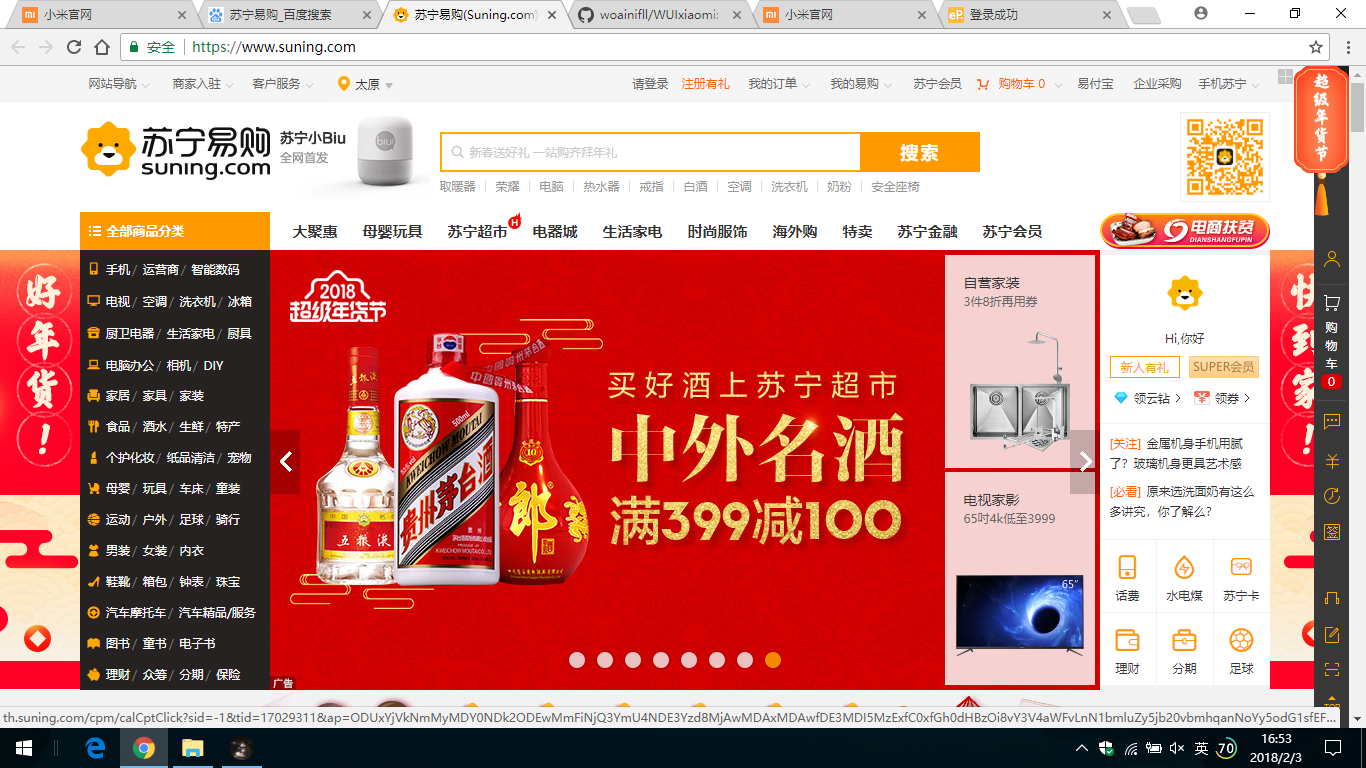 小米官网
苏宁易购_百度搜索
苏宁易购(Suning.com)
woainifll/WUIxiaomi:
小米官网
登录成功
安全 https://www.suning.com
网站导航 商家入驻 客户服务 太原 请登录 注册有礼 我的订单 我的易购 苏宁会员 购物车 0 易付宝 企业采购 手机苏宁
超级年货节
苏宁易购
suning.com
苏宁小Biu
全网首发
biu!
新春送好礼 一站购齐拜年礼
搜索
取暖器 荣耀 电脑 热水器 戒指 白酒 空调 洗衣机 奶粉 安全座椅
全部商品分类 大聚惠 母婴玩具 苏宁超市 H 电器城 生活家电 时尚服饰 海外购 特卖 苏宁金融 苏宁会员
电商扶贫
DIANSHANGFUPIN
好年货!
手机/ 运营商/ 智能数码
电视/ 空调/ 洗衣机/ 冰箱
厨卫电器/ 生活家电/ 厨具
电脑办公/ 相机/ DIY
家居/ 家具/ 家装
食品/ 酒水/ 生鲜/ 特产
个护化妆/ 纸品清洁/ 宠物
母婴/ 玩具/ 车床/ 童装
运动/ 户外/ 足球/ 骑行
男装/ 女装/ 内衣
鞋靴/ 箱包/ 钟表/ 珠宝
汽车摩托车/ 汽车精品/服务
图书/ 童书/ 电子书
理财/ 众筹/ 分期/ 保险
2018
超级年货节
五粮液
中国贵州茅台酒
500ml
KWEICHOW MOUTAI
贵州茅台酒
郎
买好酒上苏宁超市
中外名酒
满399减100
广告
自营家装
3件8折再用券
电视家影
65吋4k低至3999
65"
Hi,你好
新人有礼 SUPER会员
领云钻 领券
[关注] 金属机身手机用腻了? 玻璃机身更具艺术感
[必看] 原来选洗面奶有这么多讲究，你了解么?
话费 水电煤 苏宁卡
理财 分期 足球
快到家!
购物车
0
TOP
th.suning.com/cpm/calCptClick?sid=-1&tid=17029311&ap=ODUxYjVkNmMyMDY0NDk2ODEwMmFiNjQ3YmU4NDE3Yzd8MjAwMDAxMDAwfDE3MDI5MzExfC0xfGh0dHBzOi8vY3V4aWFvLnN1bmluZy5jb20vbmhqanNoYy5odG1sfEF...
英 70
16:53
2018/2/3